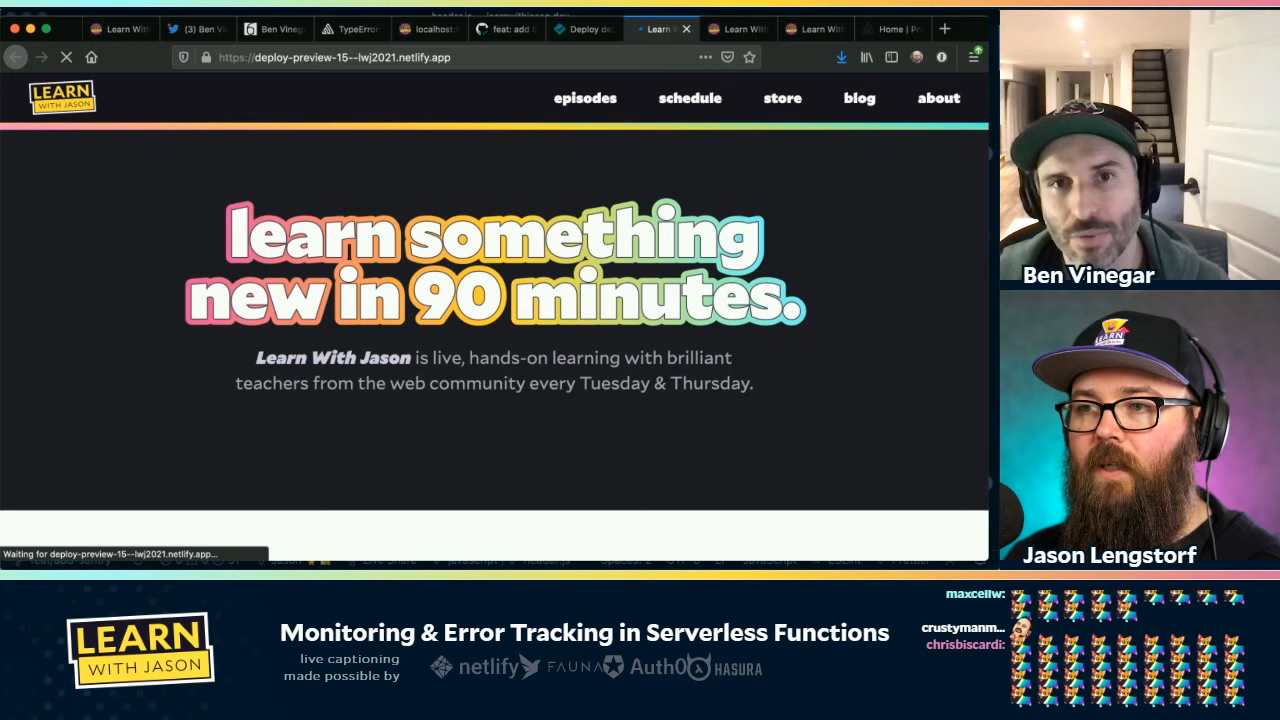 Learn With
(3) Ben Vi
Ben Vineg
TypeError
localhost:
feat: add S
Deploy de
Learn
Learn With
Learn With
Home | Pr
https://deploy-preview-15--lwj2021.netlify.app
LEARN
WITH JASON
episodes
schedule
store
blog
about
learn something
new in 90 minutes.
Learn With Jason is live, hands-on learning with brilliant
teachers from the web community every Tuesday & Thursday.
Waiting for deploy-preview-15--lwj2021.netlify.app...
Ben Vinegar
Jason Lengstorf
LEARN
WITH JASON
Monitoring & Error Tracking in Serverless Functions
live captioning
made possible by
netlify
FAUNA
Auth0
HASURA
maxcellw:
crustymanm...
chrisbiscardi: